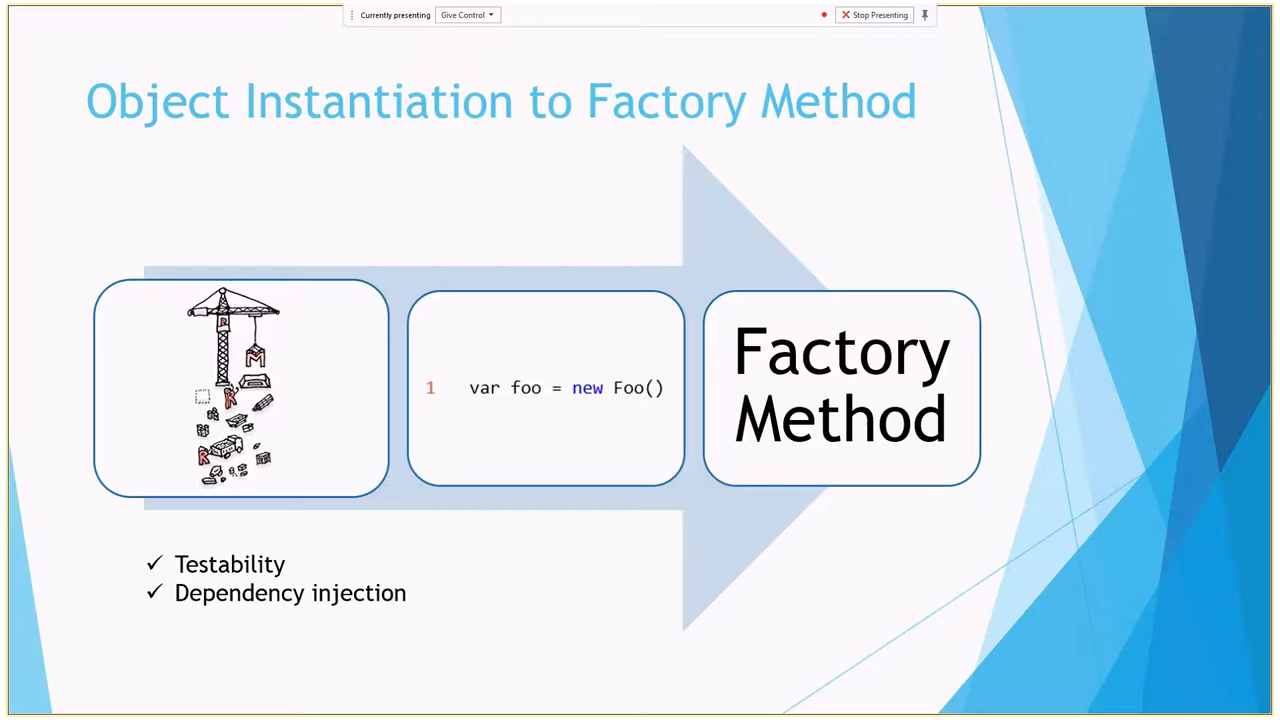 Currently presenting
Give Control
Stop Presenting
Object Instantiation to Factory Method
R
M
R
R
1 var foo = new Foo()
Factory
Method
✓ Testability
✓ Dependency injection